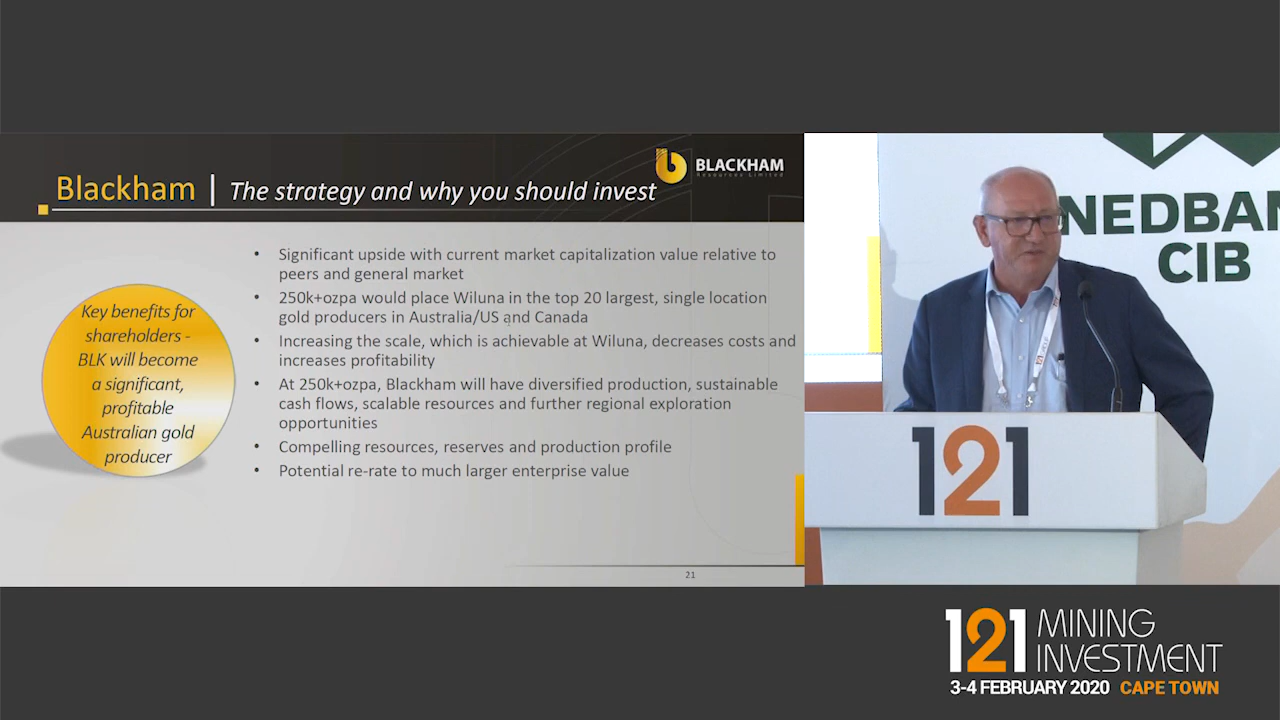 Blackham | The strategy and why you should invest
BLACKHAM
Resources Limited
Key benefits for
shareholders -
BLK will become
a significant,
profitable
Australian gold
producer
• Significant upside with current market capitalization value relative to
peers and general market
• 250k+ozpa would place Wiluna in the top 20 largest, single location
gold producers in Australia/US and Canada
• Increasing the scale, which is achievable at Wiluna, decreases costs and
increases profitability
• At 250k+ozpa, Blackham will have diversified production, sustainable
cash flows, scalable resources and further regional exploration
opportunities
• Compelling resources, reserves and production profile
• Potential re-rate to much larger enterprise value
21
NEDBAN
CIB
121
121 MINING
INVESTMENT
3-4 FEBRUARY 2020 CAPE TOWN